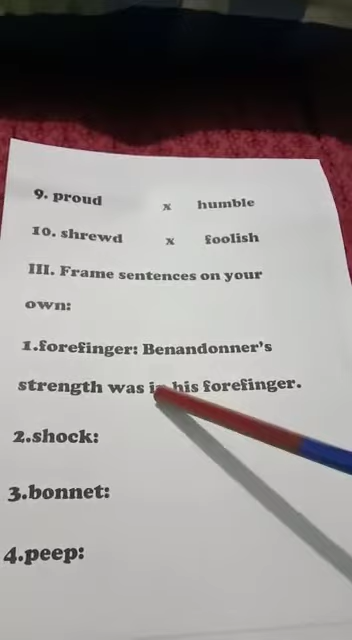 9. proud x humble
10. shrewd x foolish
III. Frame sentences on your
own:
1.forefinger: Benandonner's
strength was in his forefinger.
2.shock:
3.bonnet:
4.peep: